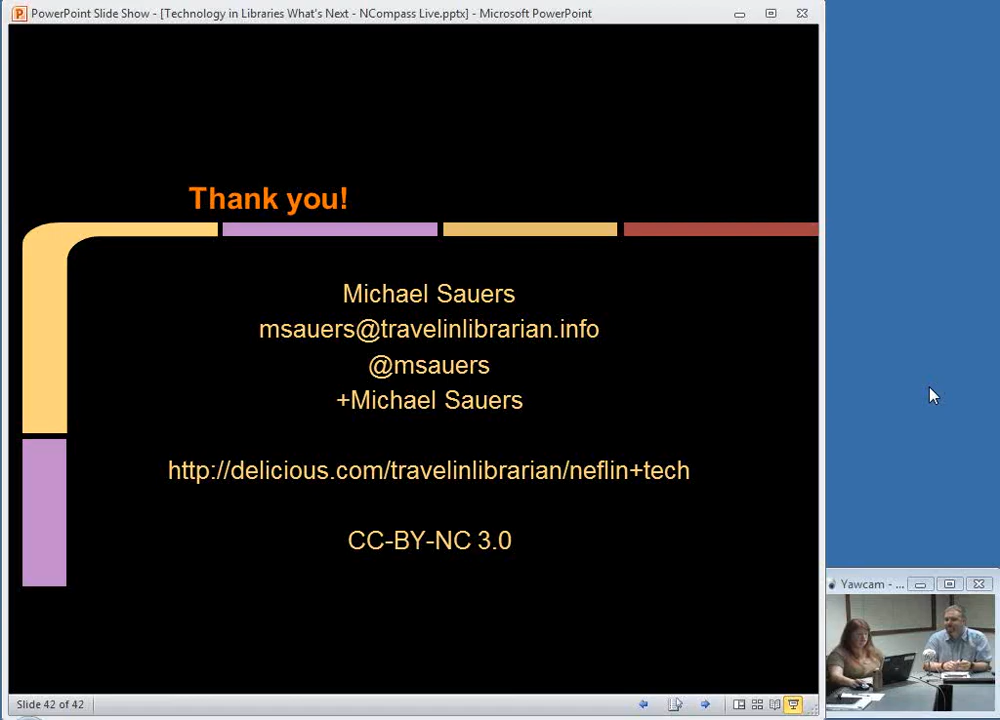 PowerPoint Slide Show - [Technology in Libraries What's Next - NCompass Live.pptx] - Microsoft PowerPoint
Thank you!
Michael Sauers
msauers@travelinlibrarian.info
@msauers
+Michael Sauers
http://delicious.com/travelinlibrarian/neflin+tech
CC-BY-NC 3.0
Yawcam - ...
Slide 42 of 42